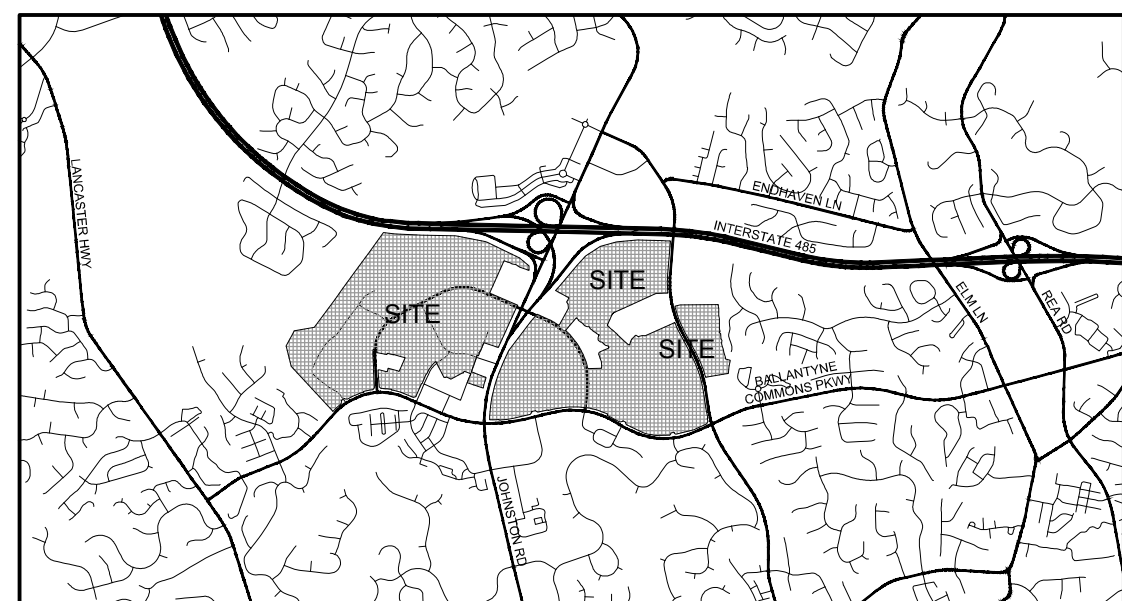 LANCASTER HWY
ENDHAVEN LN
INTERSTATE 485
SITE
SITE
SITE
ELM LN
REA RD
BALLANTYNE
COMMONS PKWY
JOHNSTON RD